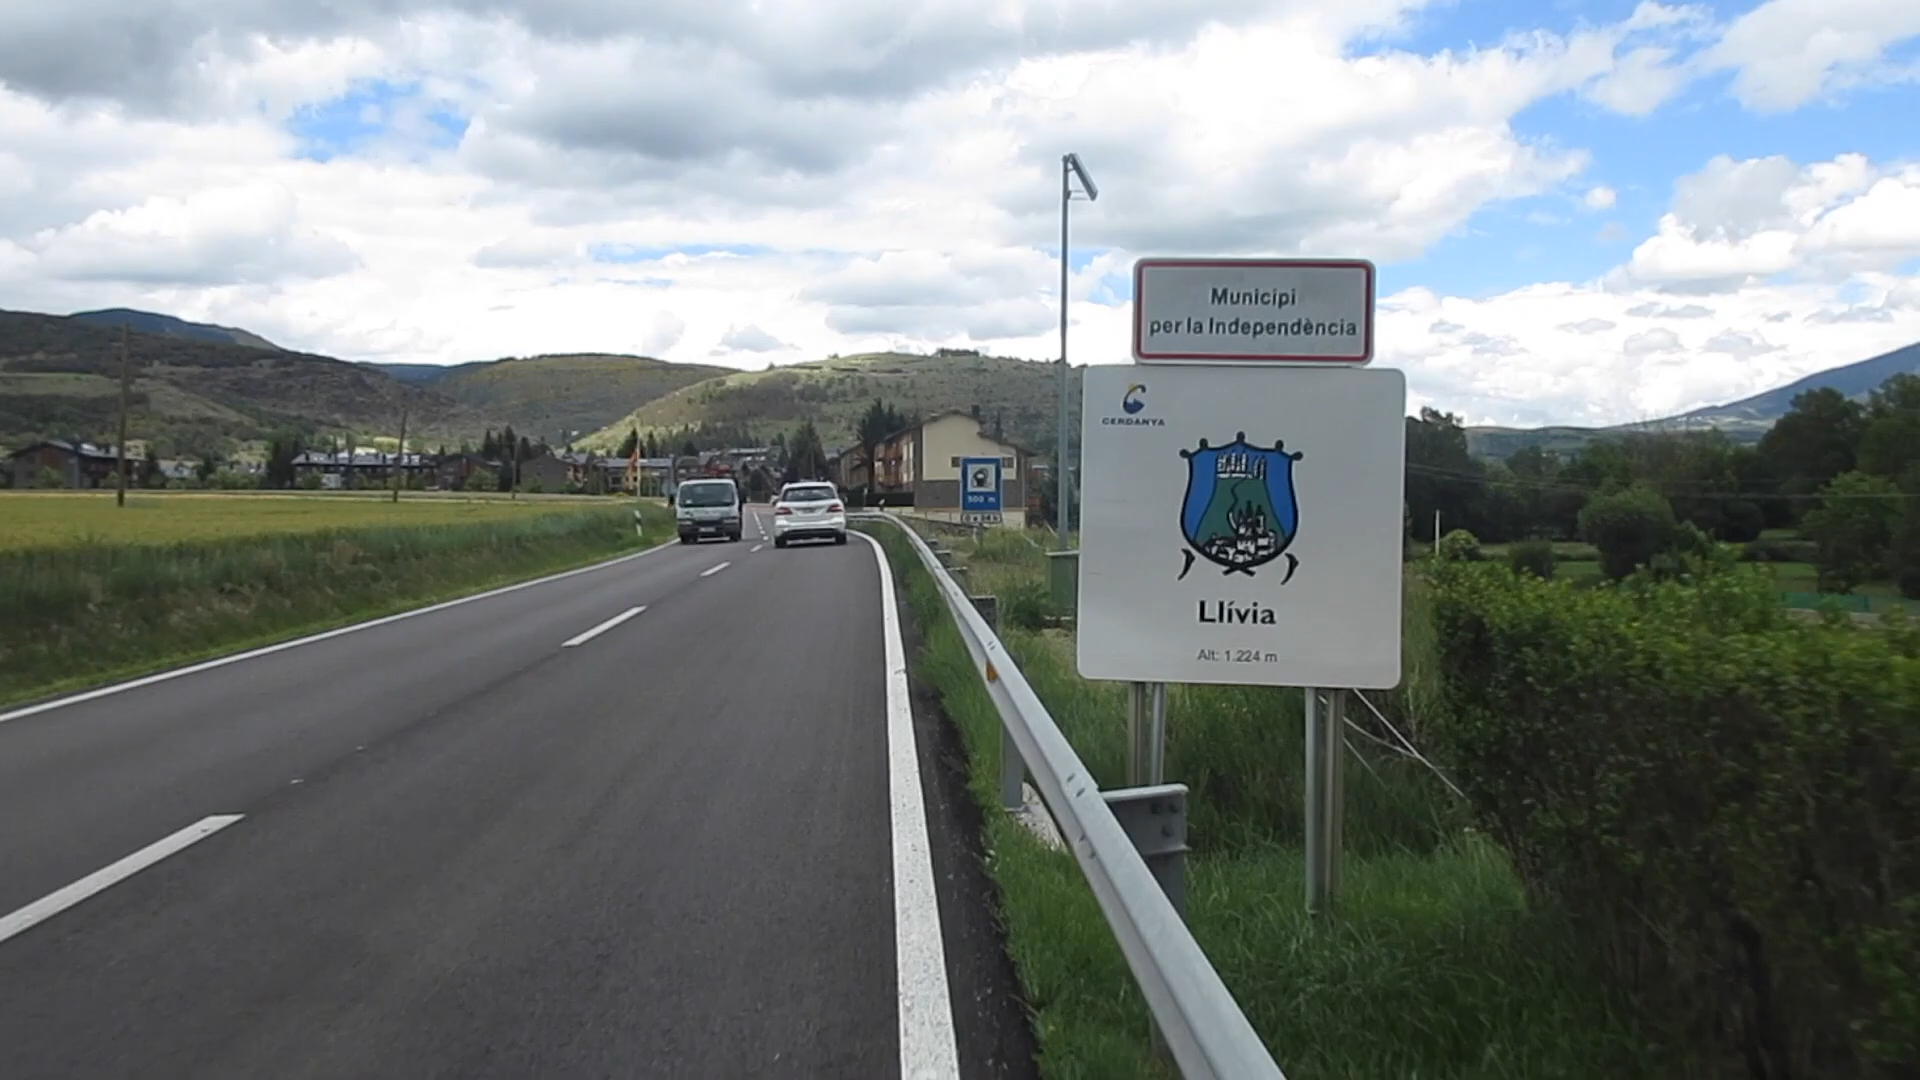 Municipi
per la Independència
CERDANYA
Llívia
Alt: 1.224 m
500 m